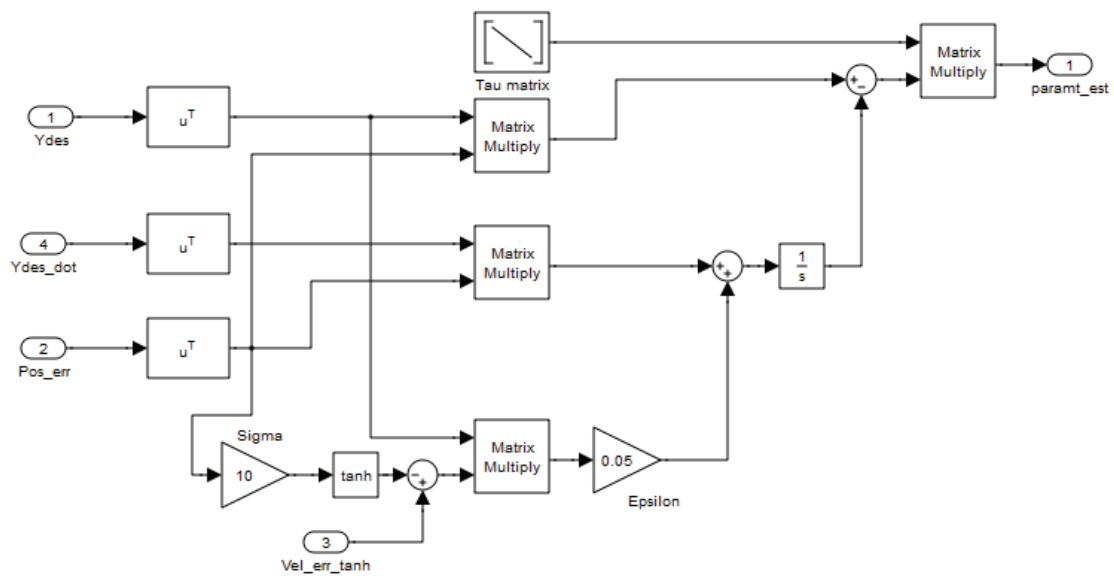 Tau matrix
Matrix
Multiply
1
paramt_est
+
−
1
Ydes
u^T
Matrix
Multiply
4
Ydes_dot
u^T
Matrix
Multiply
+
+
1
s
2
Pos_err
u^T
Sigma
10
tanh
−
+
Matrix
Multiply
0.05
Epsilon
3
Vel_err_tanh